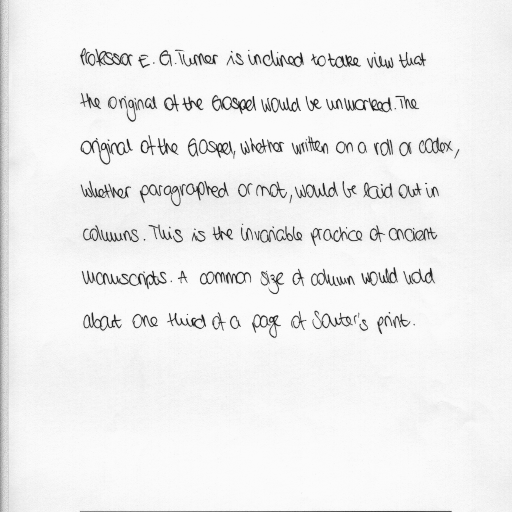 Professor E. G. Turner is inclined to take view that
the original of the Gospel would be unmarked. The
original of the Gospel, whether written on a roll or codex,
whether paragraphed or not, would be laid out in
columns. This is the invariable practice of ancient
manuscripts. A common size of column would hold
about one third of a page of Souter's print.